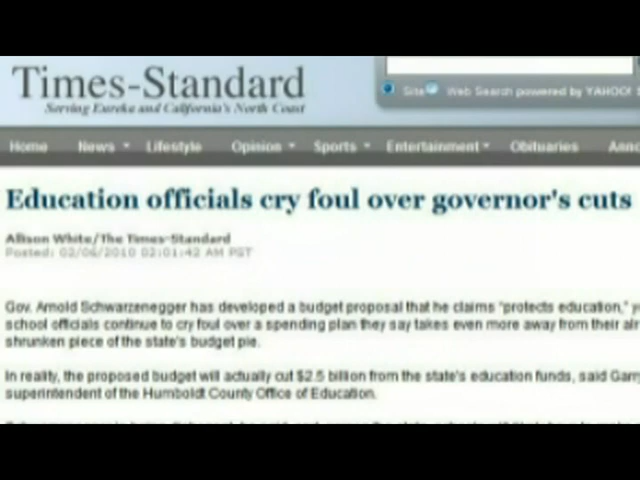 Times-Standard
Serving Eureka and California's North Coast
Site Web Search powered by YAHOO!
Home News Lifestyle Opinion Sports Entertainment Obituaries
Education officials cry foul over governor's cuts
Allison White/The Times-Standard
Posted: 02/06/2010 02:01:42 AM PST
Gov. Arnold Schwarzenegger has developed a budget proposal that he claims "protects education,"
school officials continue to cry foul over a spending plan they say takes even more away from their
shrunken piece of the state's budget pie.
In reality, the proposed budget will actually cut $2.5 billion from the state's education funds, said
superintendent of the Humboldt County Office of Education.